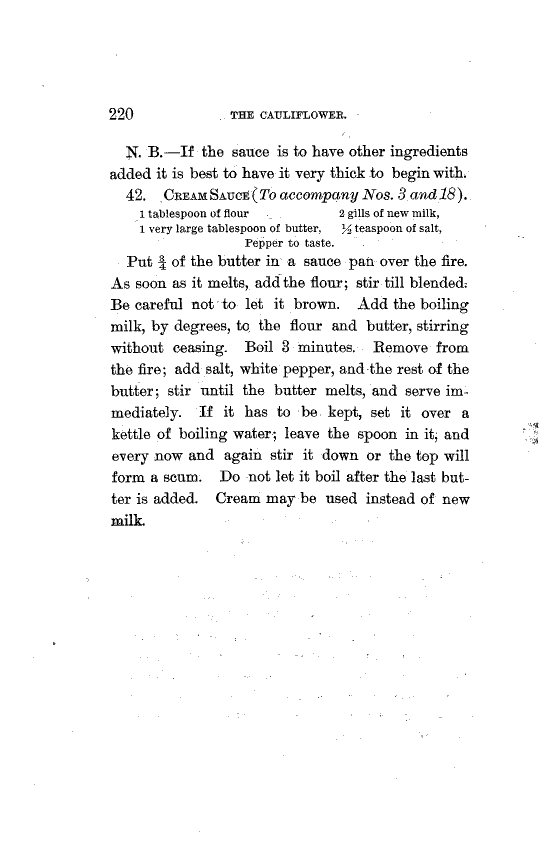 220 THE CAULIFLOWER.
N. B.—If the sauce is to have other ingredients
added it is best to have it very thick to begin with.
42. CREAM SAUCE (To accompany Nos. 3 and 18).
1 tablespoon of flour 2 gills of new milk,
1 very large tablespoon of butter, ½ teaspoon of salt,
Pepper to taste.
Put ¾ of the butter in a sauce pan over the fire.
As soon as it melts, add the flour; stir till blended.
Be careful not to let it brown. Add the boiling
milk, by degrees, to the flour and butter, stirring
without ceasing. Boil 3 minutes. Remove from
the fire; add salt, white pepper, and the rest of the
butter; stir until the butter melts, and serve im-
mediately. If it has to be kept, set it over a
kettle of boiling water; leave the spoon in it, and
every now and again stir it down or the top will
form a scum. Do not let it boil after the last but-
ter is added. Cream may be used instead of new
milk.